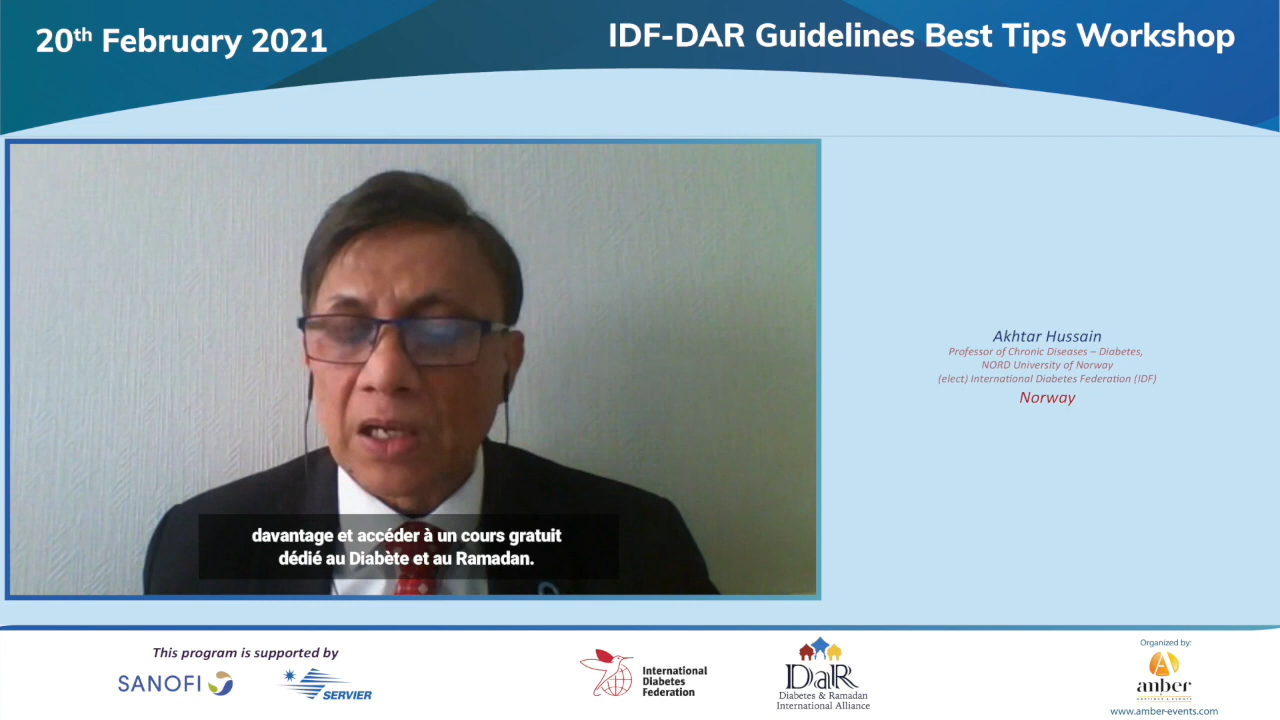 20th February 2021
IDF-DAR Guidelines Best Tips Workshop
Akhtar Hussain
Professor of Chronic Diseases – Diabetes,
NORD University of Norway
(elect) International Diabetes Federation (IDF)
Norway
davantage et accéder à un cours gratuit
dédié au Diabète et au Ramadan.
This program is supported by
SANOFI
SERVIER
International
Diabetes
Federation
DaR
Diabetes & Ramadan
International Alliance
Organized by:
amber
www.amber-events.com